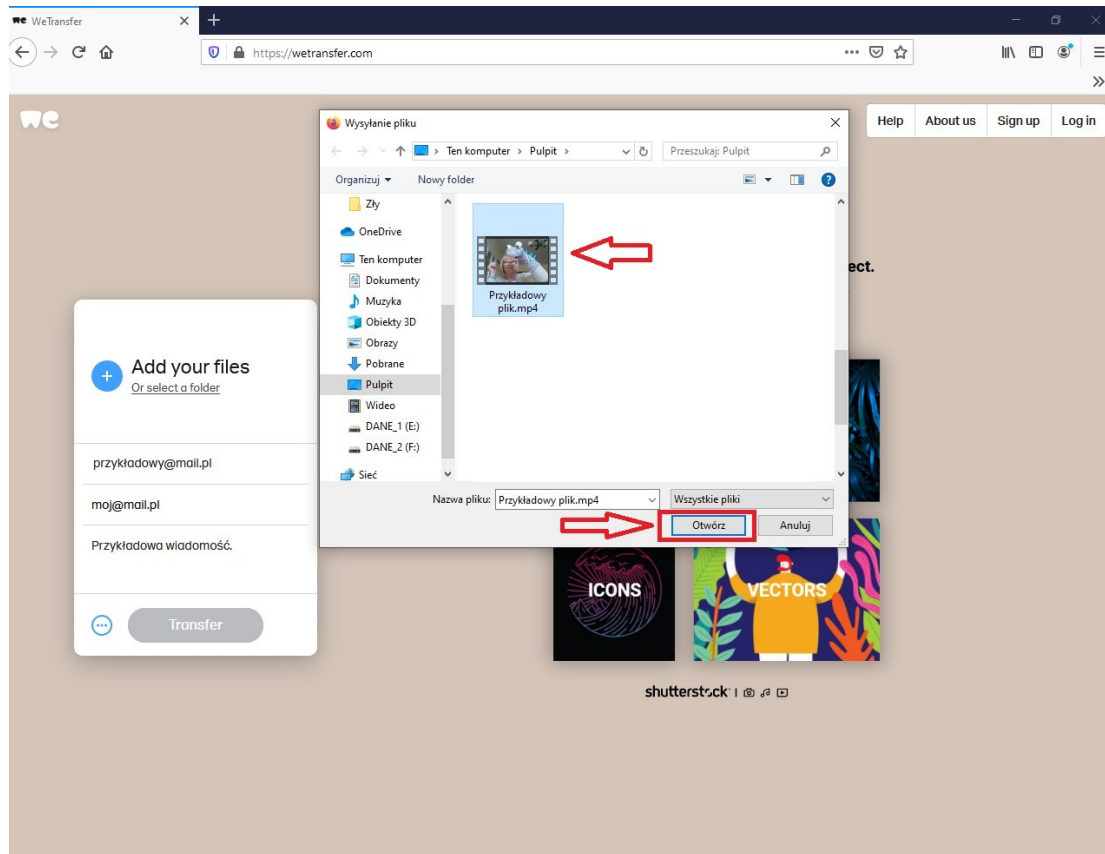 we WeTransfer
https://wetransfer.com
we
Help About us Sign up Log in
Wysyłanie pliku
Ten komputer > Pulpit >
Przeszukaj: Pulpit
Organizuj Nowy folder
Zły
OneDrive
Ten komputer
Dokumenty
Muzyka
Obiekty 3D
Obrazy
Pobrane
Pulpit
Wideo
DANE_1 (E:)
DANE_2 (F:)
Sieć
Przykładowy
plik.mp4
Nazwa pliku: Przykładowy plik.mp4 Wszystkie pliki
Otwórz Anuluj
ect.
Add your files
Or select a folder
przykładowy@mail.pl
moj@mail.pl
Przykładowa wiadomość.
Transfer
ICONS
VECTORS
shutterstock